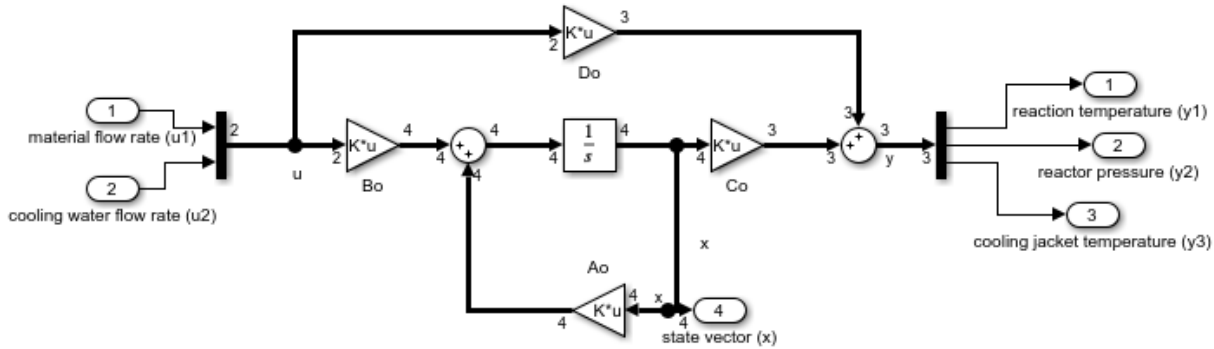 K*u
3
2
Do
1
material flow rate (u1)
2
cooling water flow rate (u2)
2
u
2
K*u
4
Bo
4
+
+
4
4
4
1
s
4
4
K*u
3
Co
3
3
+
+
3
y
3
1
reaction temperature (y1)
2
reactor pressure (y2)
3
cooling jacket temperature (y3)
x
Ao
K*u
4
4
x
4
4
state vector (x)